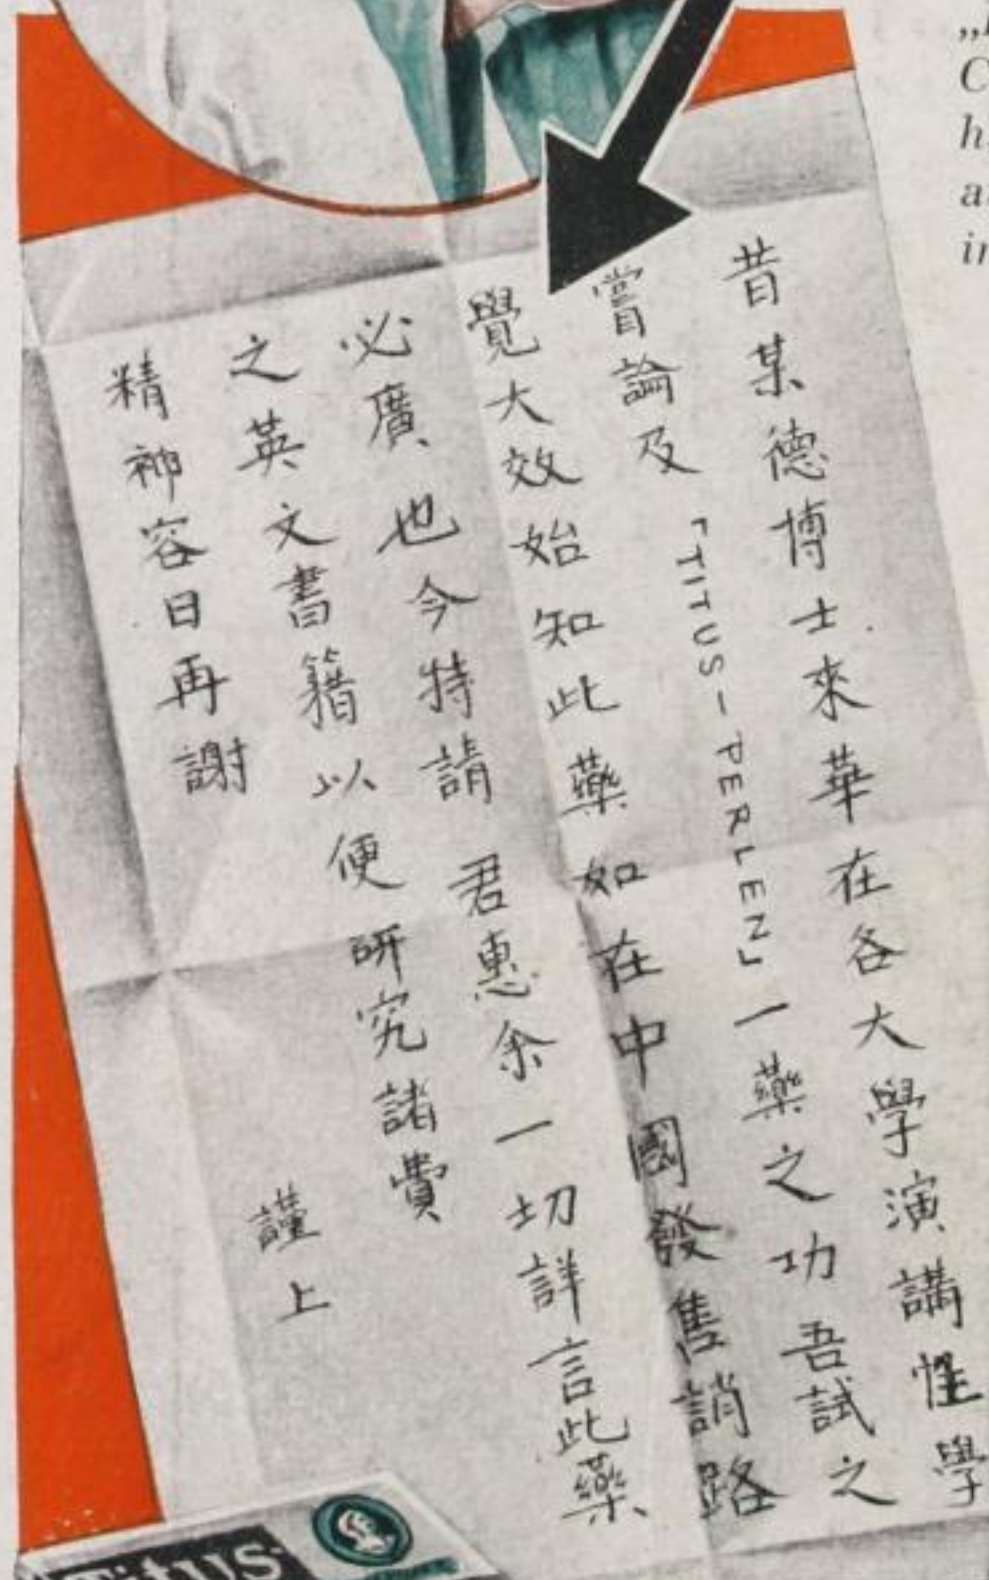 昔某德博士來華在各大學演講性學
嘗論及「TITUS-PERLEN」一藥之功吾試之
覺大效始知此藥如在中國發售誚路
必廣也今特請 君惠余一切詳言此藥
之英文書籍以便研究諸費
精神容日再謝
謹上
Titus